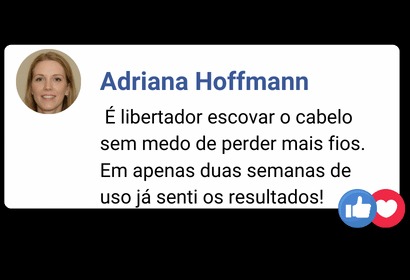 Adriana Hoffmann
É libertador escovar o cabelo
sem medo de perder mais fios.
Em apenas duas semanas de
uso já senti os resultados!